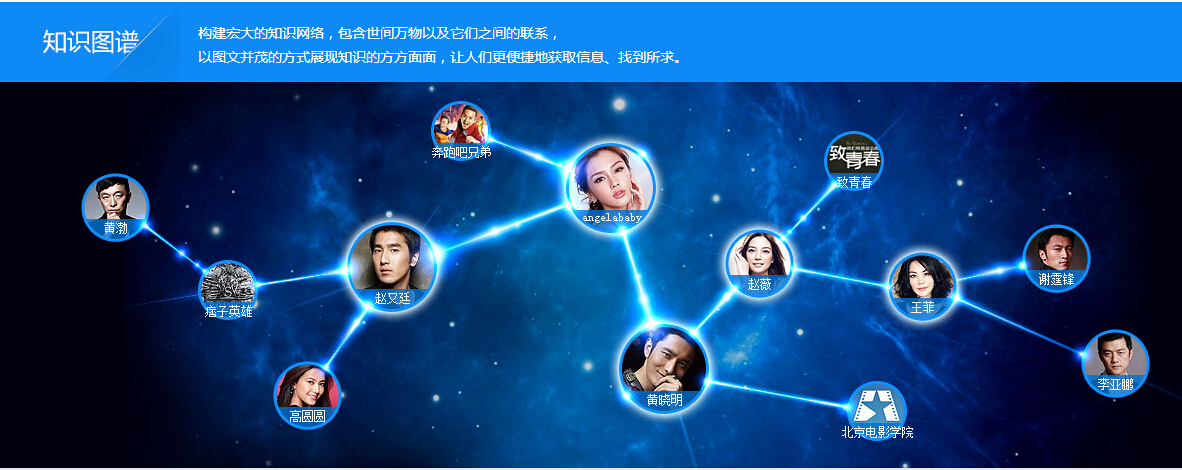 知识图谱
构建宏大的知识网络，包含世间万物以及它们之间的联系，
以图文并茂的方式展现知识的方方面面，让人们更便捷地获取信息、找到所求。
奔跑吧兄弟
致青春
致青春
黄渤
angelababy
赵薇
谢霆锋
赵又廷
痞子英雄
王菲
李亚鹏
黄晓明
高圆圆
北京电影学院